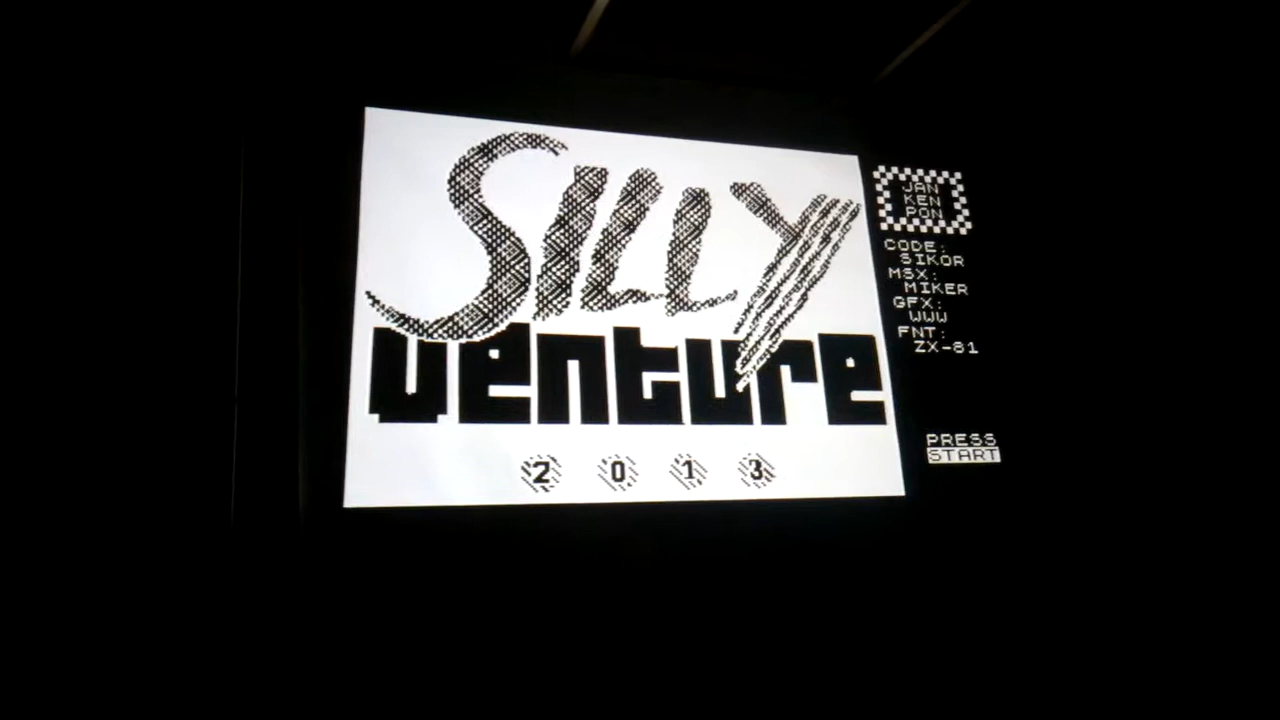 SILLY
venture
2 0 1 3
JAN
KEN
PON
CODE:
SIKOR
MSX:
MIKER
GFX:
WWW
FNT:
ZX-81
PRESS
START